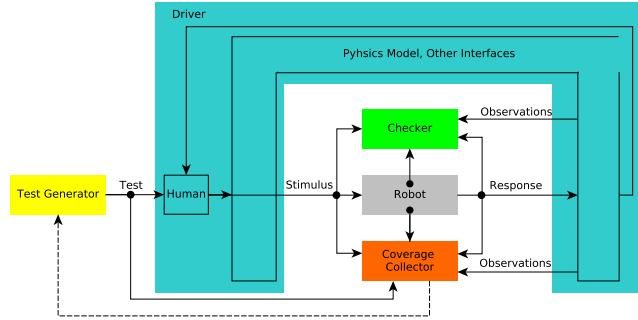 Driver
Pyhsics Model, Other Interfaces
Observations
Checker
Test Generator
Test
Human
Stimulus
Robot
Response
Coverage
Collector
Observations